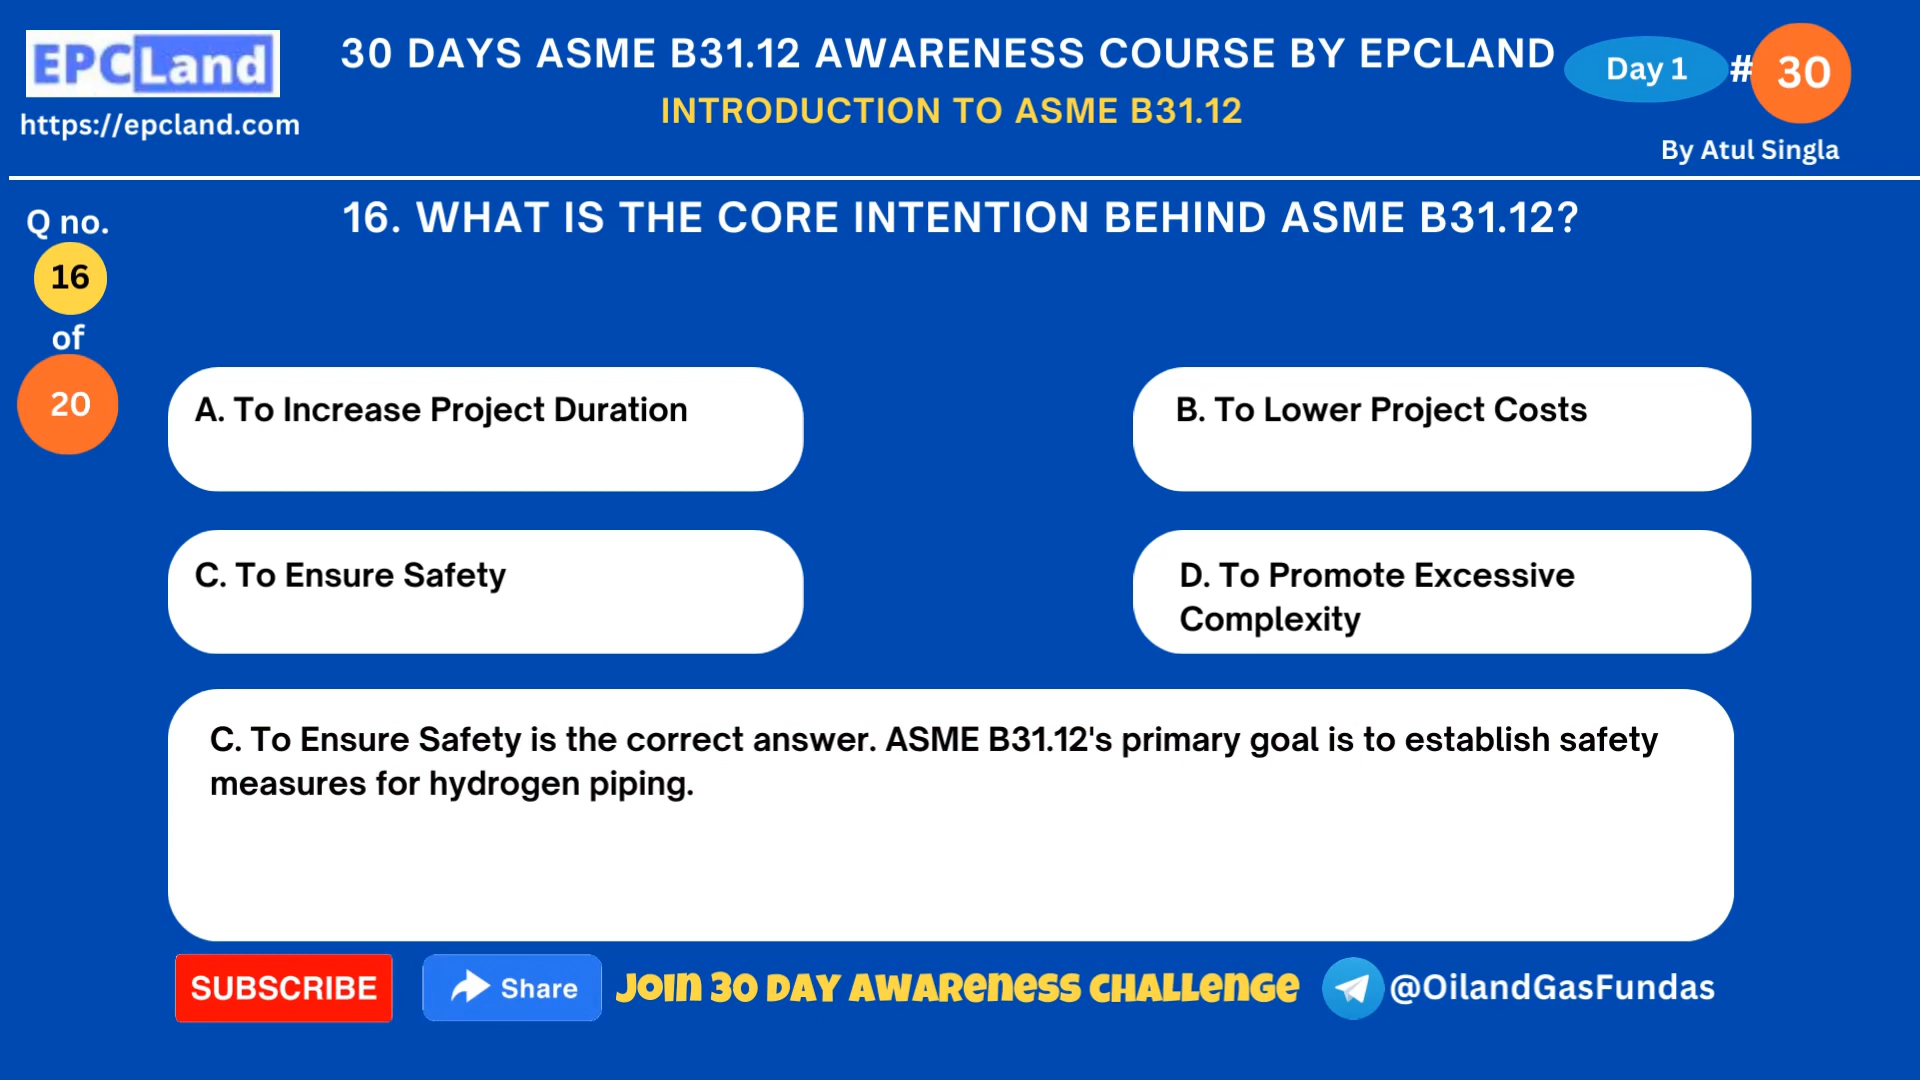 EPCLand
https://epcland.com
30 DAYS ASME B31.12 AWARENESS COURSE BY EPCLAND
INTRODUCTION TO ASME B31.12
Day 1 # 30
By Atul Singla
Q no.
16
of
20
16. WHAT IS THE CORE INTENTION BEHIND ASME B31.12?
A. To Increase Project Duration
B. To Lower Project Costs
C. To Ensure Safety
D. To Promote Excessive
Complexity
C. To Ensure Safety is the correct answer. ASME B31.12's primary goal is to establish safety
measures for hydrogen piping.
SUBSCRIBE
Share
Join 30 Day Awareness Challenge
@OilandGasFundas